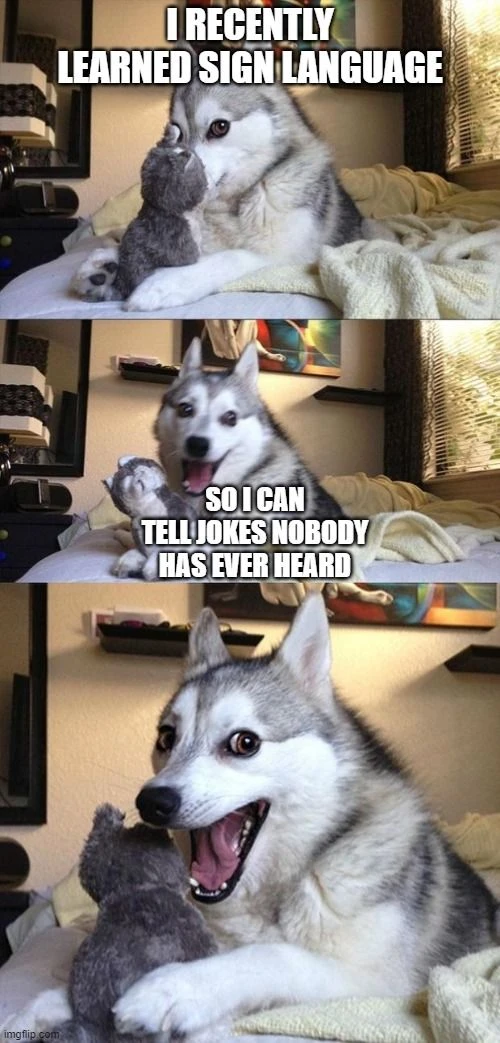 I RECENTLY
LEARNED SIGN LANGUAGE
SO I CAN
TELL JOKES NOBODY
HAS EVER HEARD
imgflip.com